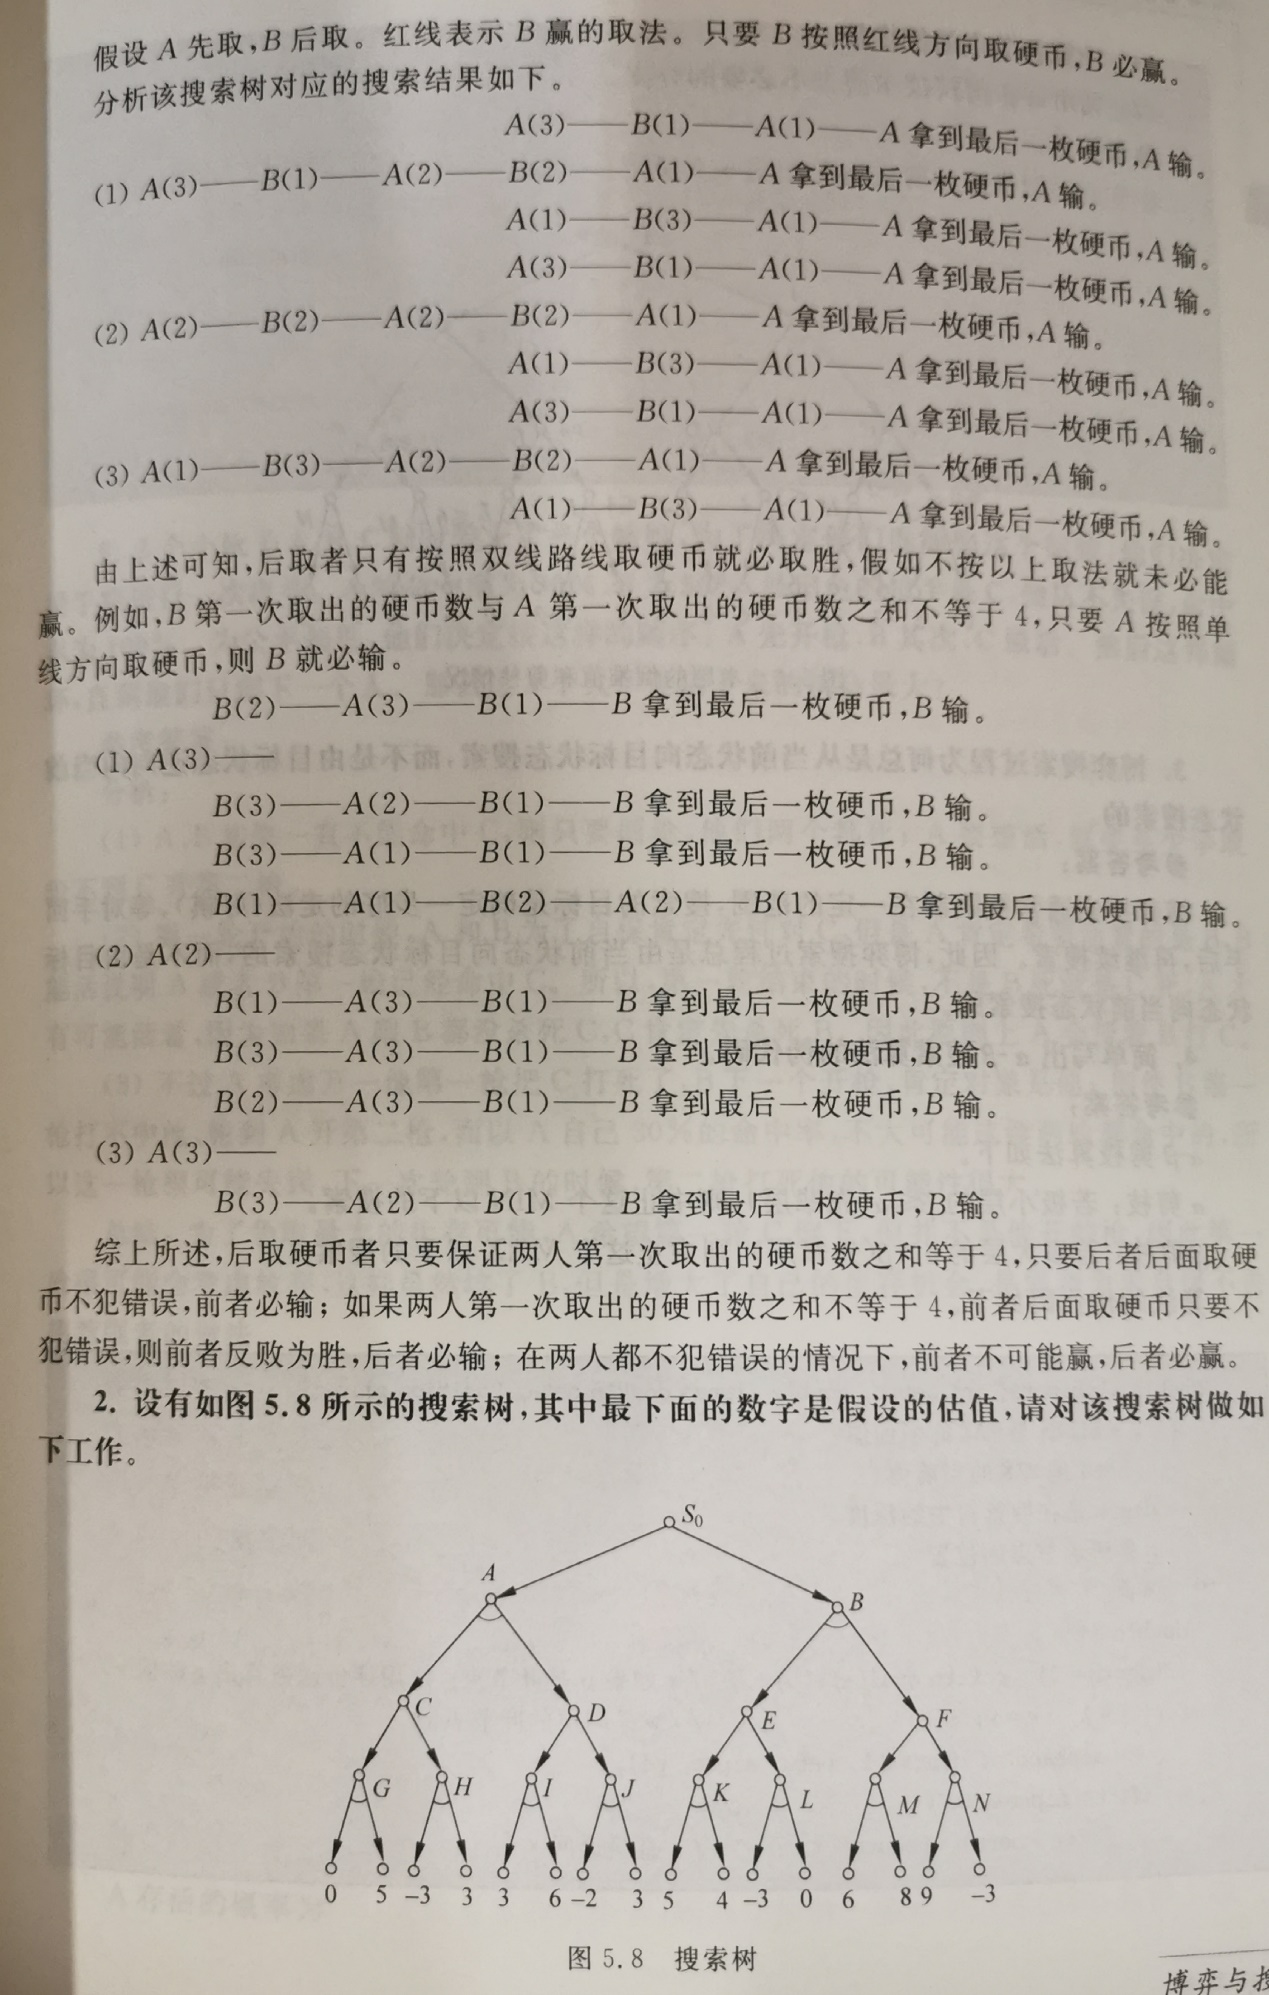 假设 A 先取,B 后取。红线表示 B 赢的取法。只要 B 按照红线方向取硬币,B 必赢。
分析该搜索树对应的搜索结果如下。
A(3)——B(1)——A(1)——A 拿到最后一枚硬币,A 输。
(1) A(3)——B(1)——A(2)——B(2)——A(1)——A 拿到最后一枚硬币,A 输。
A(1)——B(3)——A(1)——A 拿到最后一枚硬币,A 输。
A(3)——B(1)——A(1)——A 拿到最后一枚硬币,A 输。
(2) A(2)——B(2)——A(2)——B(2)——A(1)——A 拿到最后一枚硬币,A 输。
A(1)——B(3)——A(1)——A 拿到最后一枚硬币,A 输。
A(3)——B(1)——A(1)——A 拿到最后一枚硬币,A 输。
(3) A(1)——B(3)——A(2)——B(2)——A(1)——A 拿到最后一枚硬币,A 输。
A(1)——B(3)——A(1)——A 拿到最后一枚硬币,A 输。
由上述可知,后取者只有按照双线路线取硬币就必取胜,假如不按以上取法就未必能
赢。例如,B 第一次取出的硬币数与 A 第一次取出的硬币数之和不等于 4,只要 A 按照单
线方向取硬币,则 B 就必输。
B(2)——A(3)——B(1)——B 拿到最后一枚硬币,B 输。
(1) A(3)——
B(3)——A(2)——B(1)——B 拿到最后一枚硬币,B 输。
B(3)——A(1)——B(1)——B 拿到最后一枚硬币,B 输。
B(1)——A(1)——B(2)——A(2)——B(1)——B 拿到最后一枚硬币,B 输。
(2) A(2)——
B(1)——A(3)——B(1)——B 拿到最后一枚硬币,B 输。
B(3)——A(3)——B(1)——B 拿到最后一枚硬币,B 输。
B(2)——A(3)——B(1)——B 拿到最后一枚硬币,B 输。
(3) A(3)——
B(3)——A(2)——B(1)——B 拿到最后一枚硬币,B 输。
综上所述,后取硬币者只要保证两人第一次取出的硬币数之和等于 4,只要后者后面取硬
币不犯错误,前者必输；如果两人第一次取出的硬币数之和不等于 4,前者后面取硬币只要不
犯错误,则前者反败为胜,后者必输；在两人都不犯错误的情况下,前者不可能赢,后者必赢。
2. 设有如图 5.8 所示的搜索树,其中最下面的数字是假设的估值,请对该搜索树做如
下工作。
S0
A
B
C D E F
G H I J K L M N
0 5 -3 3 3 6 -2 3 5 4 -3 0 6 8 9 -3
图 5.8 搜索树
博弈与搜